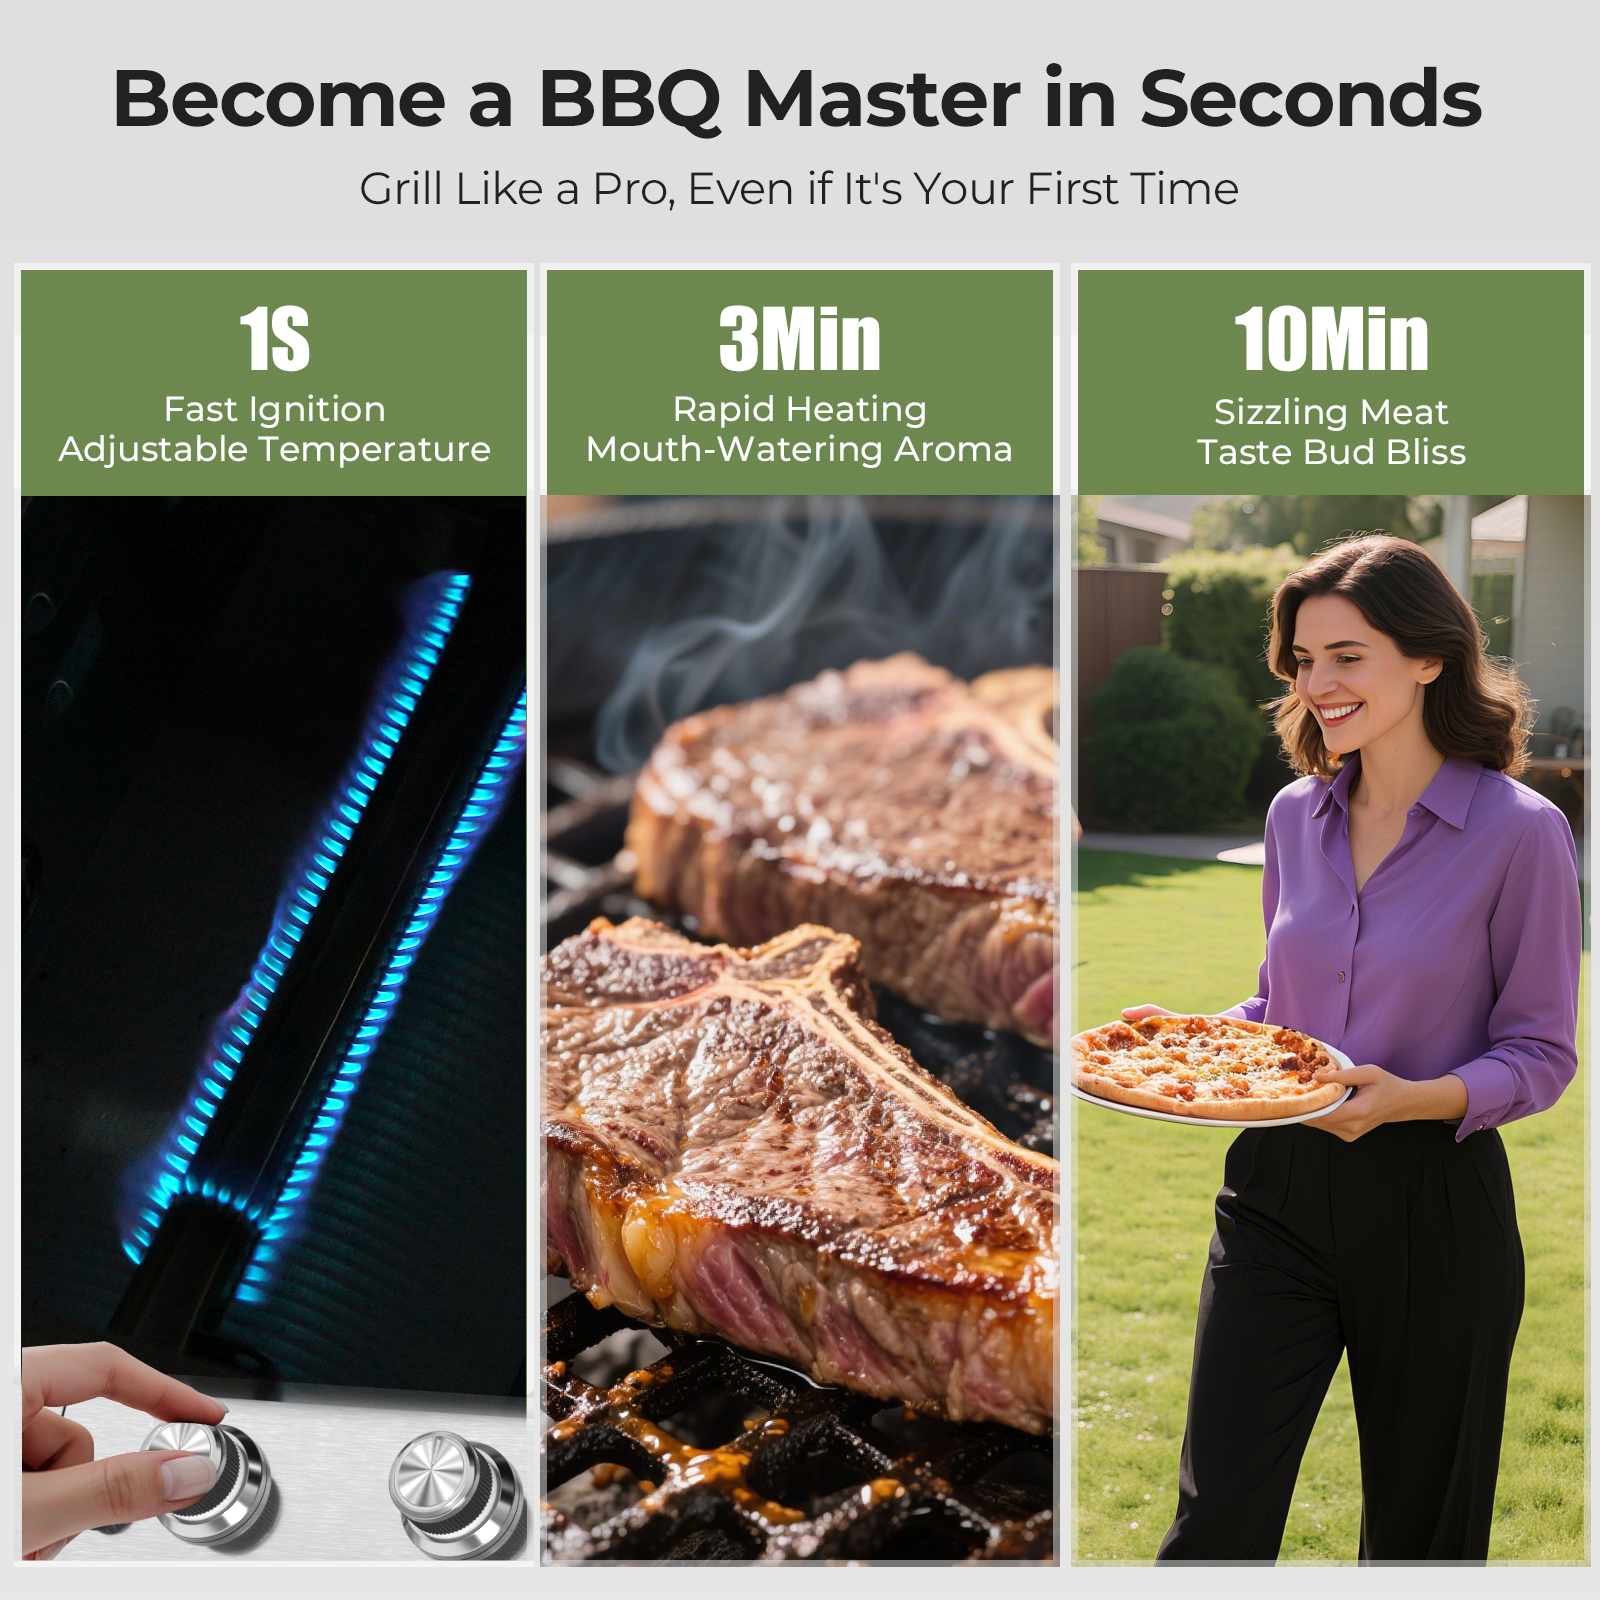 Become a BBQ Master in Seconds
Grill Like a Pro, Even if It's Your First Time
1S
Fast Ignition
Adjustable Temperature
3Min
Rapid Heating
Mouth-Watering Aroma
10Min
Sizzling Meat
Taste Bud Bliss